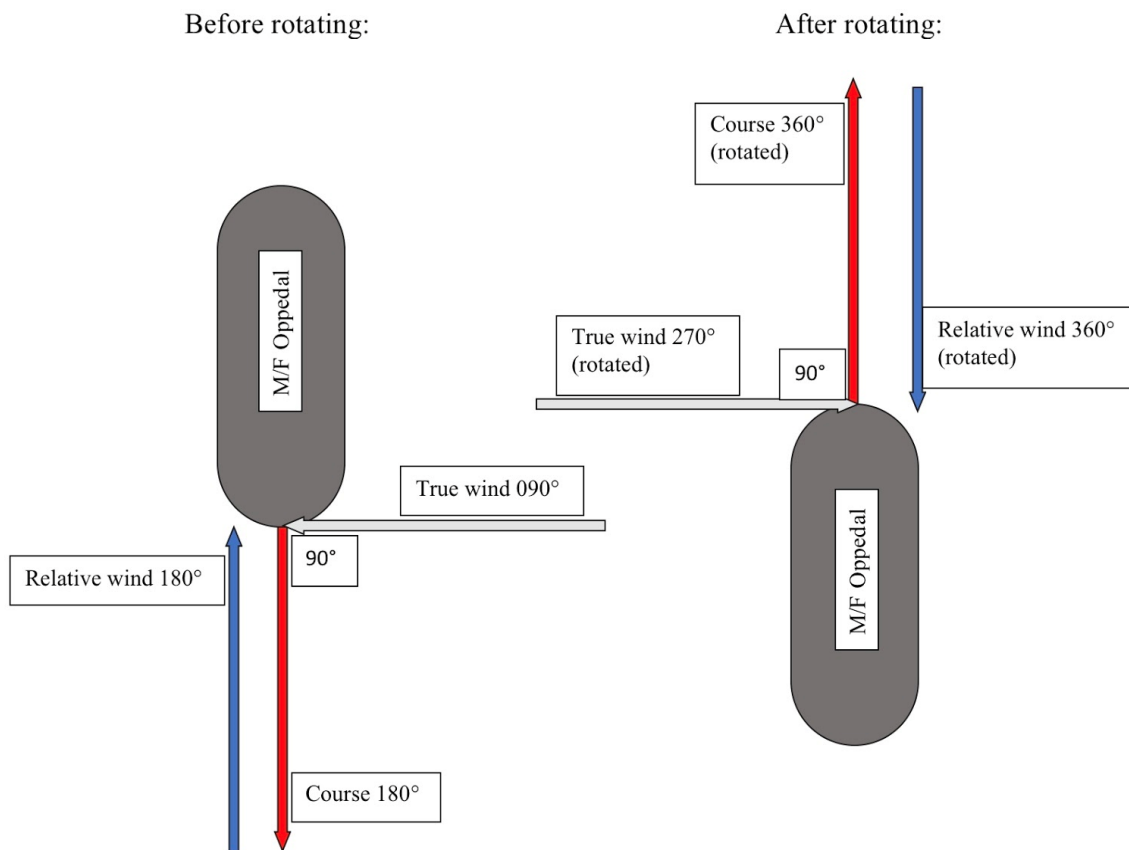 Before rotating:
After rotating:
Course 360°
(rotated)
M/F Oppedal
True wind 270°
(rotated)
90°
Relative wind 360°
(rotated)
True wind 090°
90°
Relative wind 180°
M/F Oppedal
Course 180°